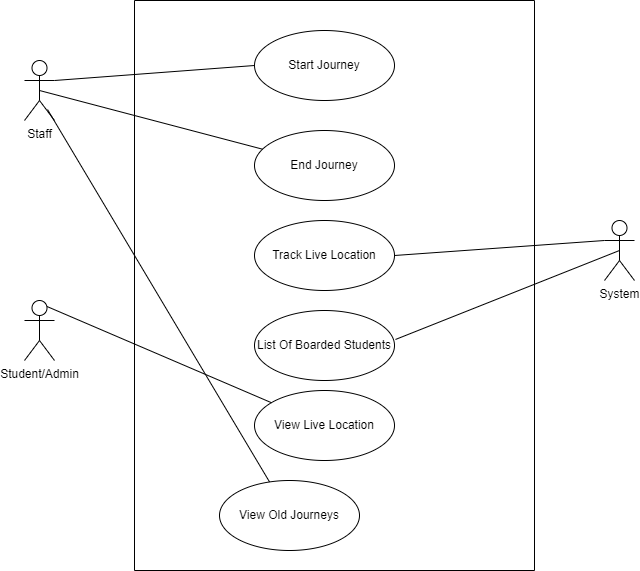 Start Journey
Staff
End Journey
Track Live Location
System
List Of Boarded Students
Student/Admin
View Live Location
View Old Journeys